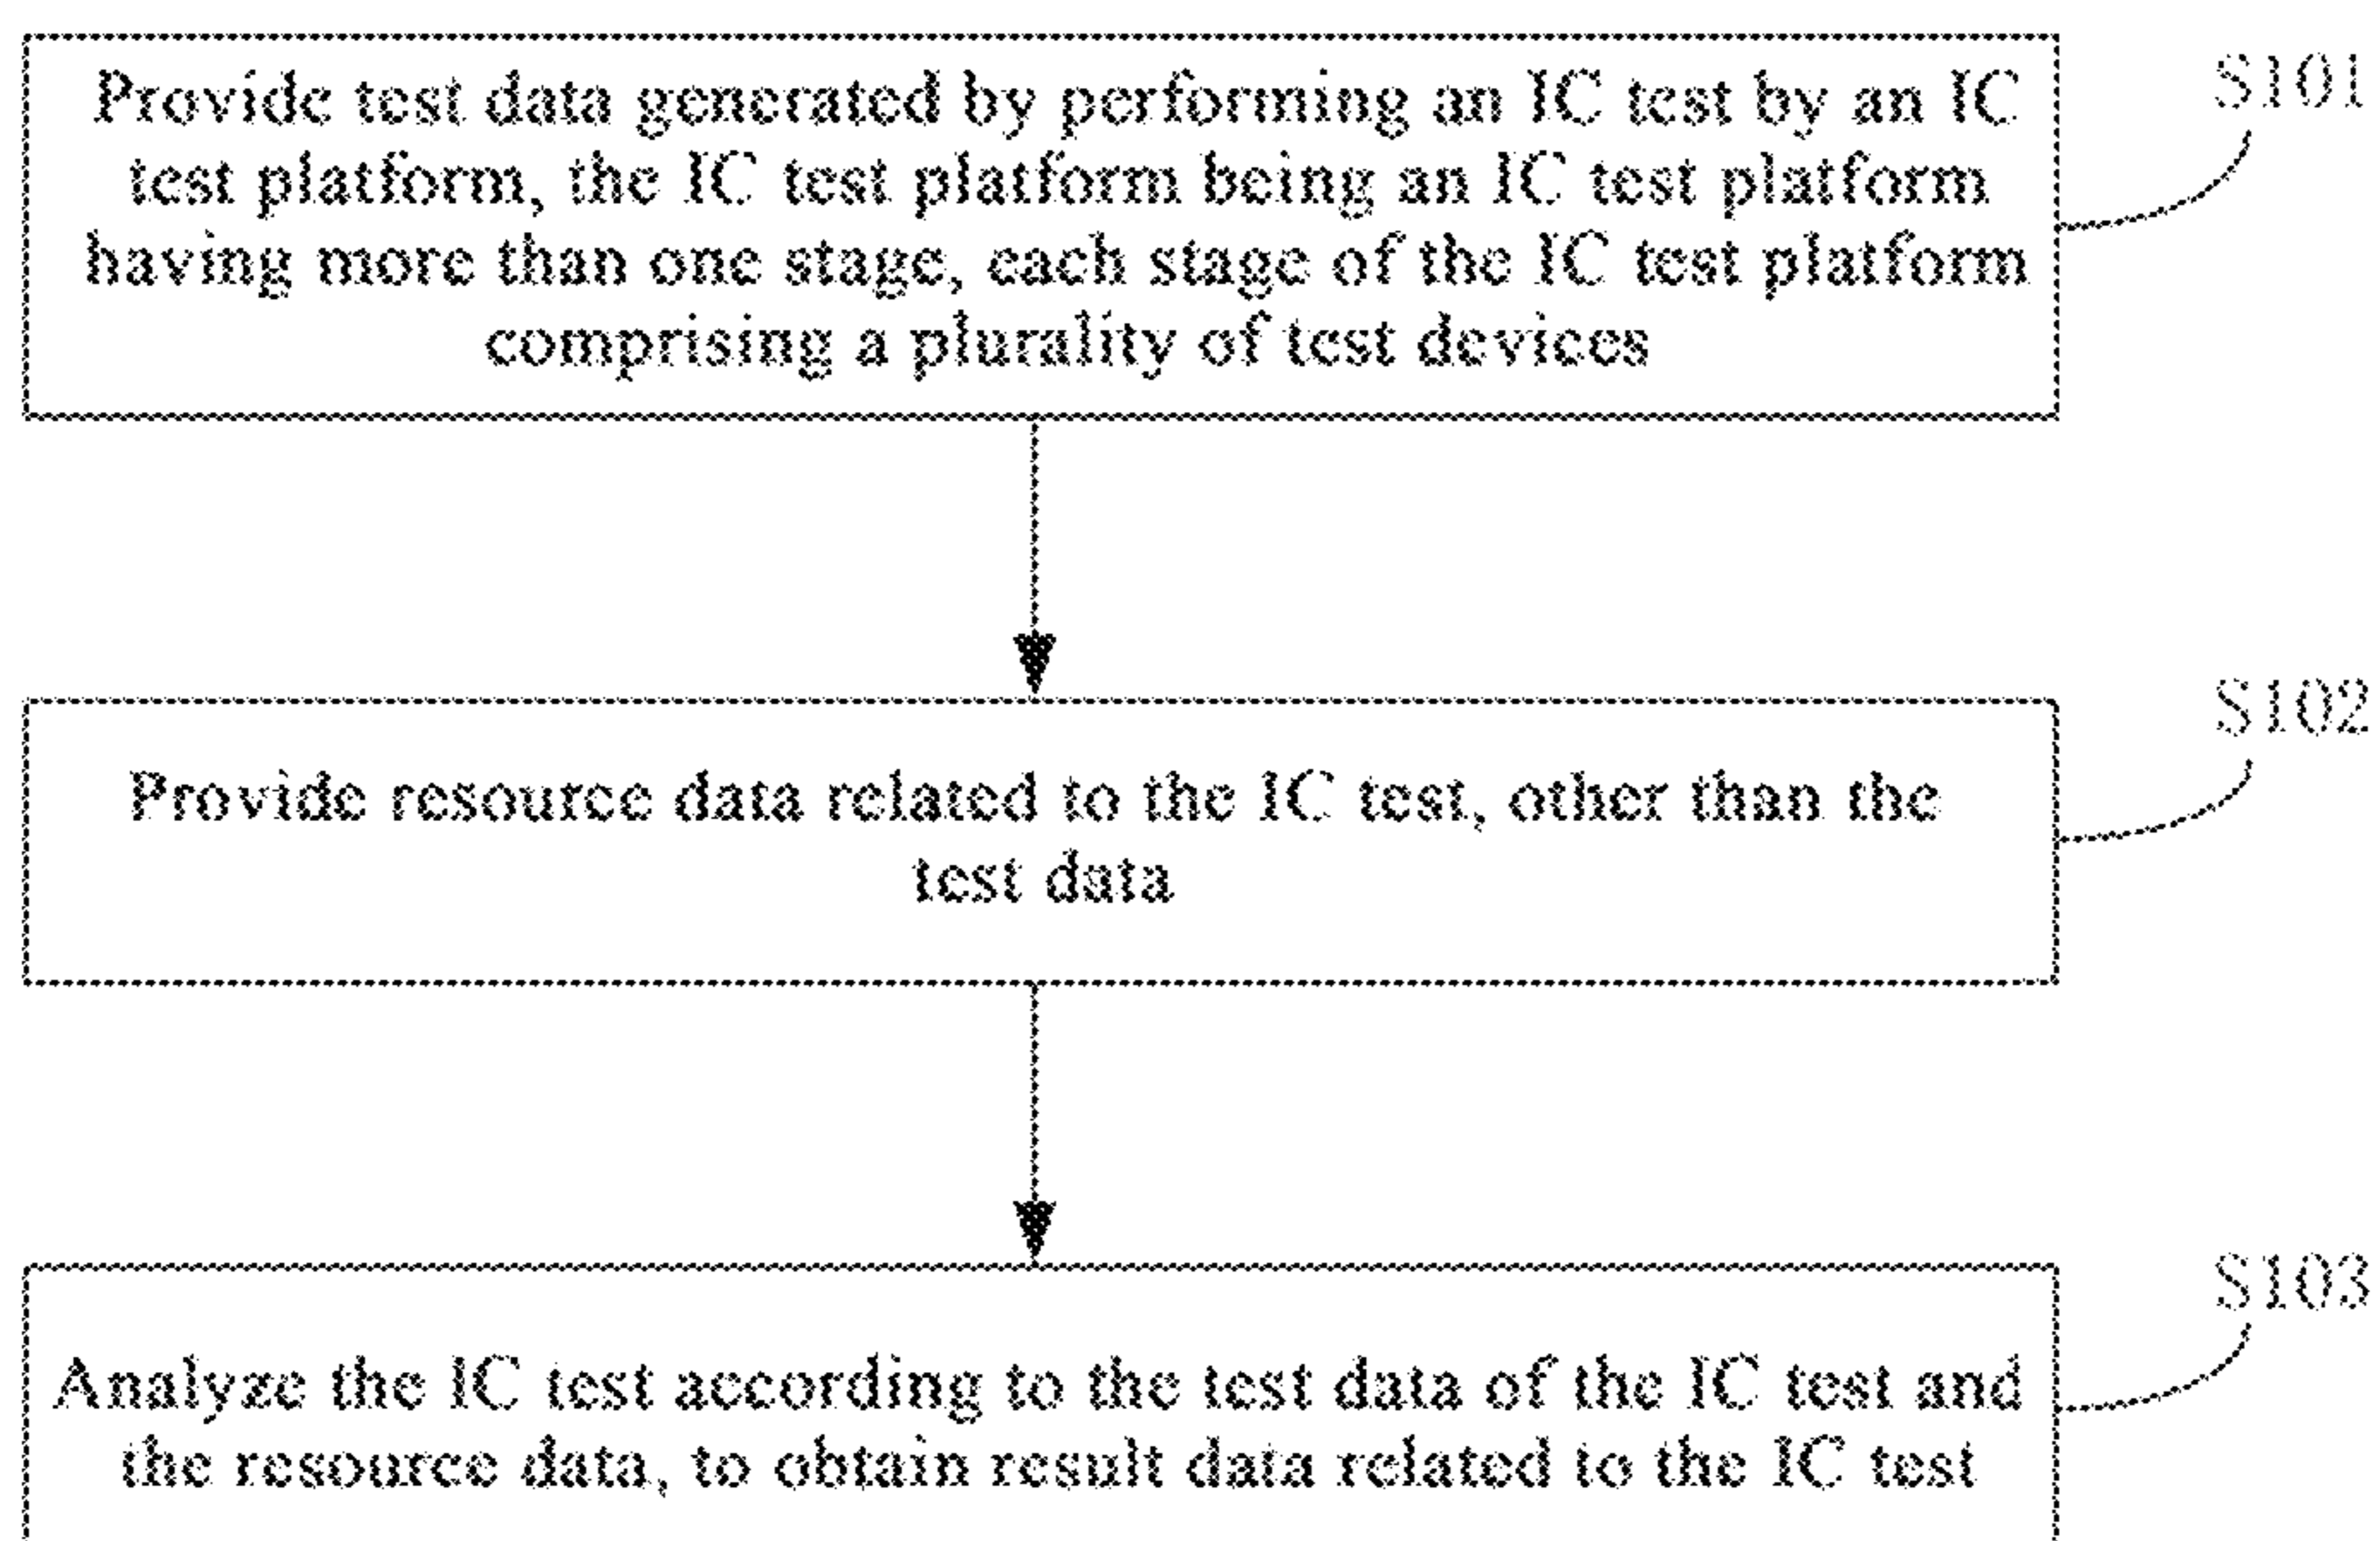 Provide test data generated by performing an IC test by an IC
test platform, the IC test platform being an IC test platform
having more than one stage, each stage of the IC test platform
comprising a plurality of test devices
S101
Provide resource data related to the IC test, other than the
test data
S102
Analyze the IC test according to the test data of the IC test and
the resource data, to obtain result data related to the IC test
S103